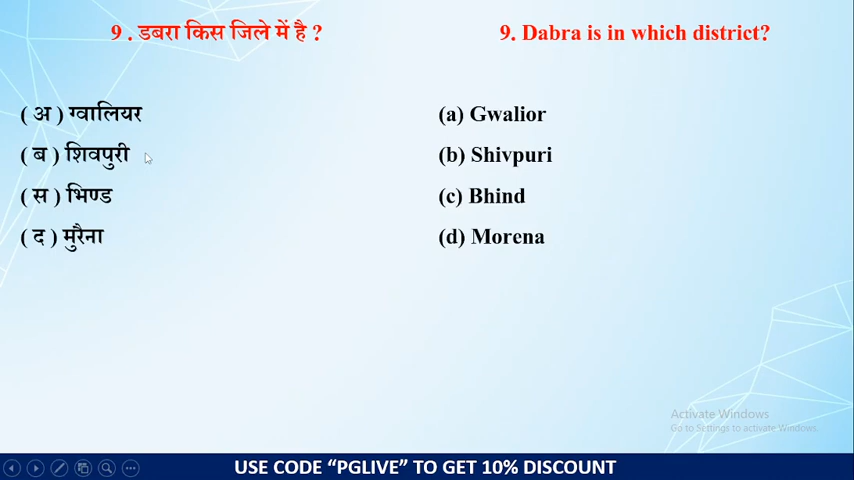 9 . डबरा किस जिले में है ?
( अ ) ग्वालियर
( ब ) शिवपुरी
( स ) भिण्ड
( द ) मुरैना
9. Dabra is in which district?
(a) Gwalior
(b) Shivpuri
(c) Bhind
(d) Morena
Activate Windows
Go to Settings to activate Windows.
USE CODE “PGLIVE” TO GET 10% DISCOUNT